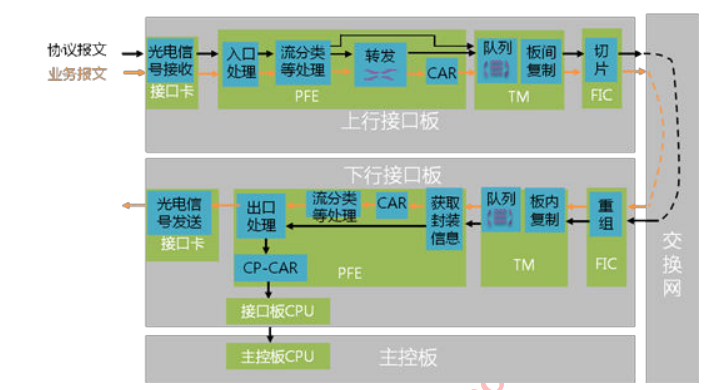 协议报文
业务报文
光电信
号接收
接口卡
入口
处理
流分类
等处理
转发
CAR
PFE
队列
板间
复制
TM
切
片
FIC
上行接口板
下行接口板
光电信
号发送
接口卡
出口
处理
流分类
等处理
CAR
获取
封装
信息
CP-CAR
PFE
队列
板内
复制
TM
重
组
FIC
交
换
网
接口板CPU
主控板CPU
主控板